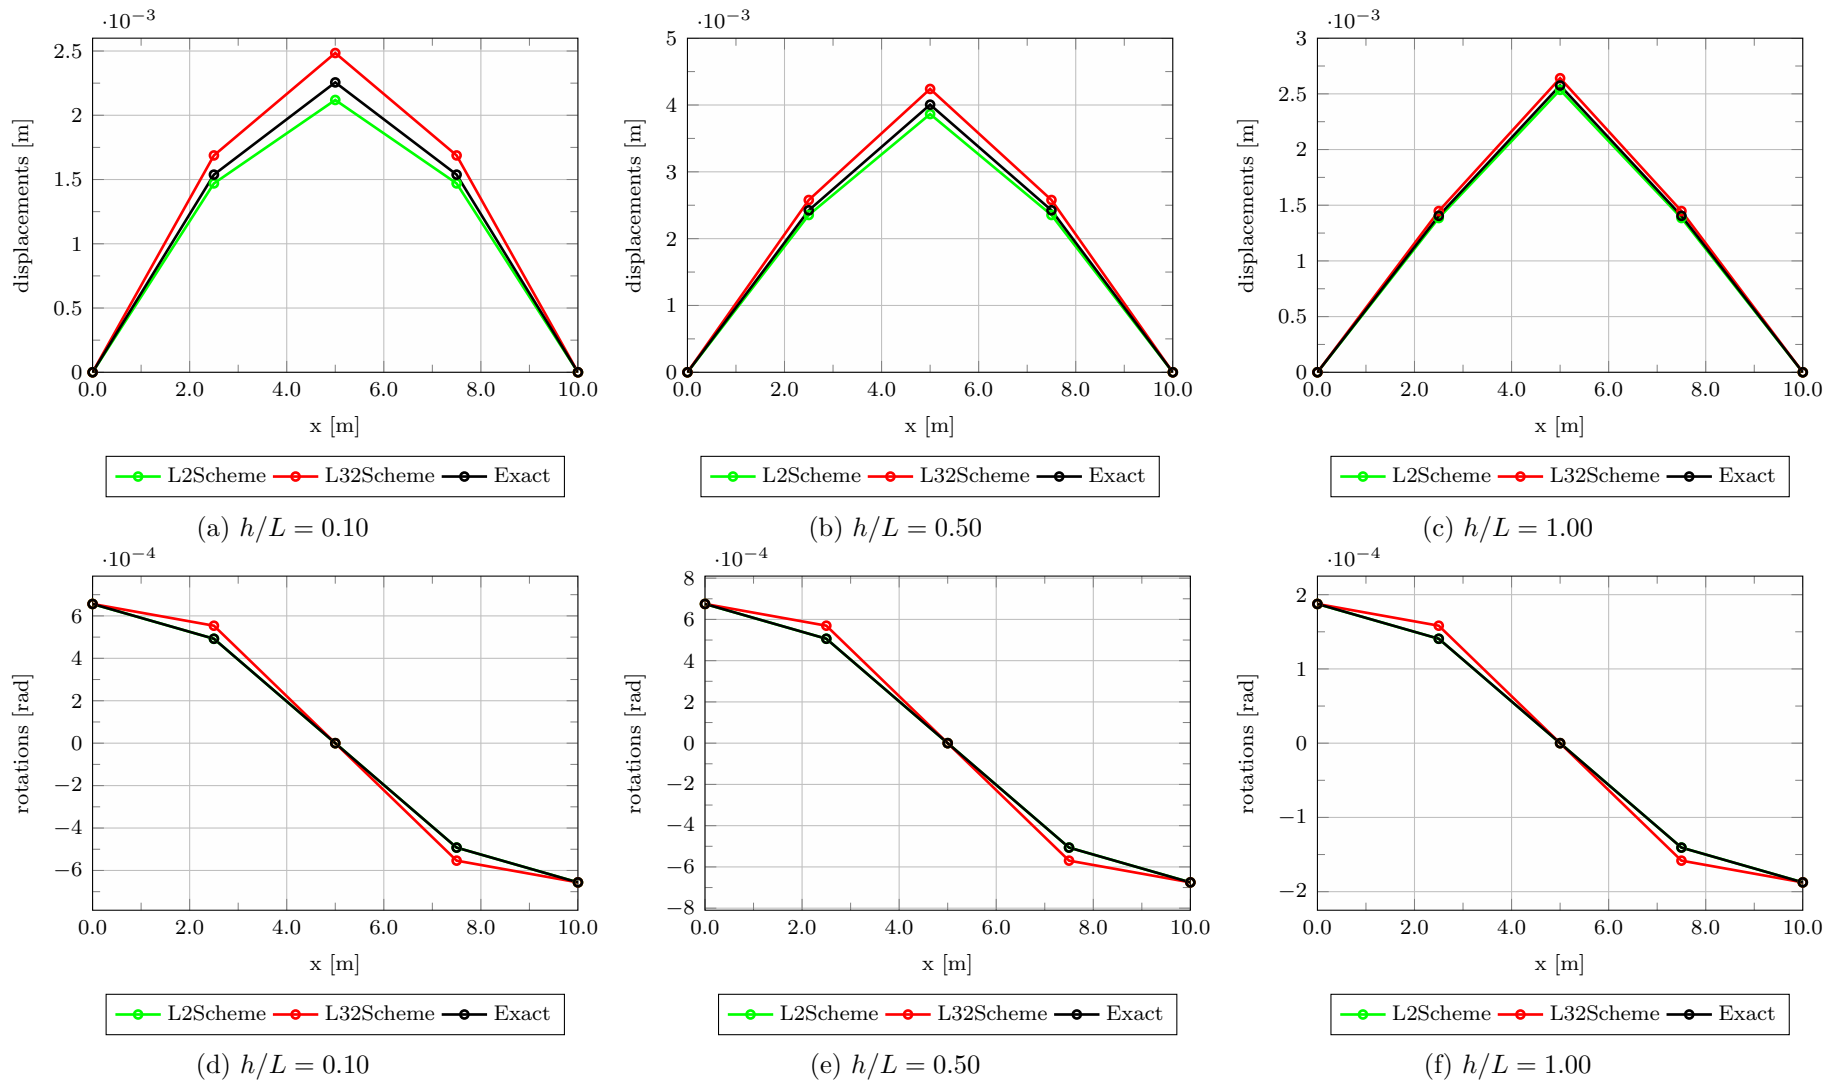 ·10−3
displacements [m]
2.5
2
1.5
1
0.5
0
0.0 2.0 4.0 6.0 8.0 10.0
x [m]
L2Scheme L32Scheme Exact
(a) h/L = 0.10
·10−3
displacements [m]
5
4
3
2
1
0
0.0 2.0 4.0 6.0 8.0 10.0
x [m]
L2Scheme L32Scheme Exact
(b) h/L = 0.50
·10−3
displacements [m]
3
2.5
2
1.5
1
0.5
0
0.0 2.0 4.0 6.0 8.0 10.0
x [m]
L2Scheme L32Scheme Exact
(c) h/L = 1.00
·10−4
rotations [rad]
6
4
2
0
−2
−4
−6
0.0 2.0 4.0 6.0 8.0 10.0
x [m]
L2Scheme L32Scheme Exact
(d) h/L = 0.10
·10−4
rotations [rad]
8
6
4
2
0
−2
−4
−6
−8
0.0 2.0 4.0 6.0 8.0 10.0
x [m]
L2Scheme L32Scheme Exact
(e) h/L = 0.50
·10−4
rotations [rad]
2
1
0
−1
−2
0.0 2.0 4.0 6.0 8.0 10.0
x [m]
L2Scheme L32Scheme Exact
(f) h/L = 1.00